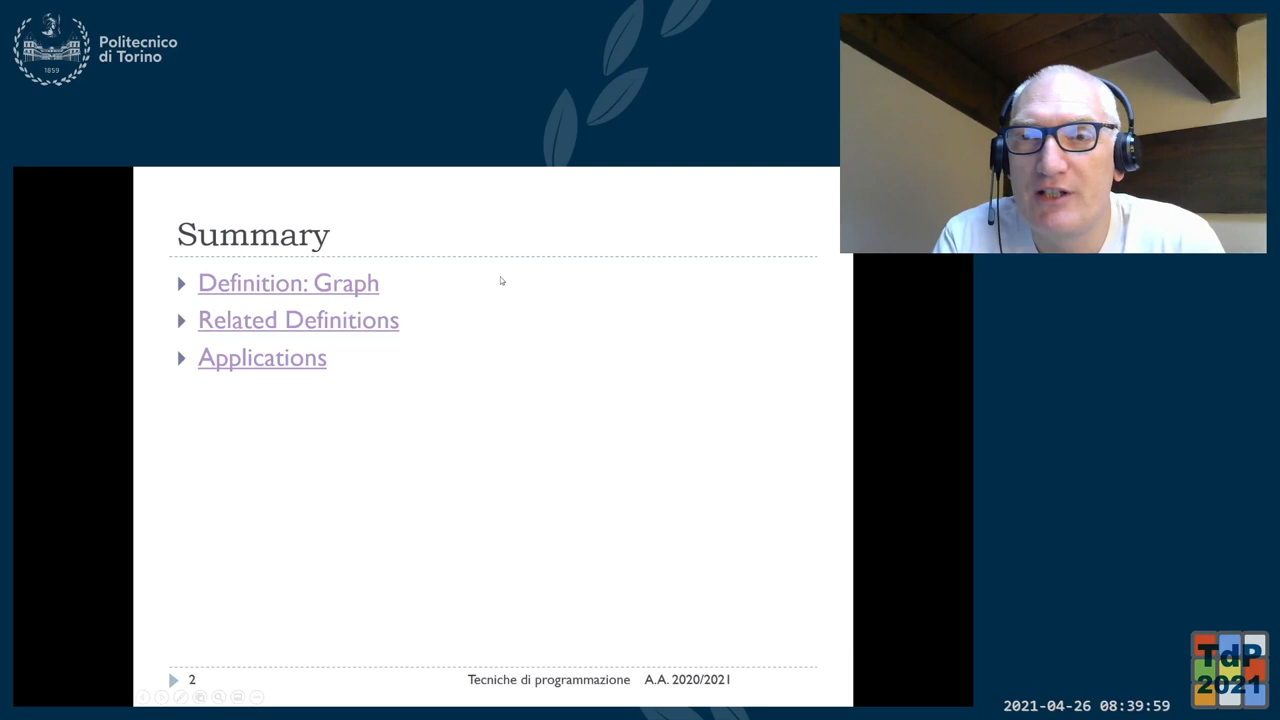 Politecnico
di Torino
1859
Summary
Definition: Graph
Related Definitions
Applications
2
Tecniche di programmazione A.A. 2020/2021
TdP
2021
2021-04-26 08:39:59